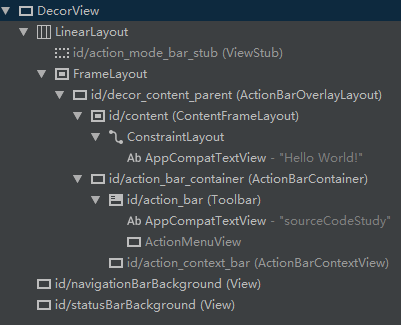 DecorView
LinearLayout
id/action_mode_bar_stub (ViewStub)
FrameLayout
id/decor_content_parent (ActionBarOverlayLayout)
id/content (ContentFrameLayout)
ConstraintLayout
Ab AppCompatTextView - "Hello World!"
id/action_bar_container (ActionBarContainer)
id/action_bar (Toolbar)
Ab AppCompatTextView - "sourceCodeStudy"
ActionMenuView
id/action_context_bar (ActionBarContextView)
id/navigationBarBackground (View)
id/statusBarBackground (View)